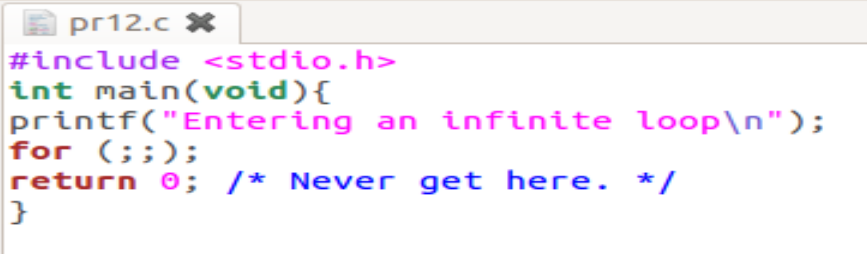 pr12.c
#include <stdio.h>
int main(void){
printf("Entering an infinite loop\n");
for (;;);
return 0; /* Never get here. */
}